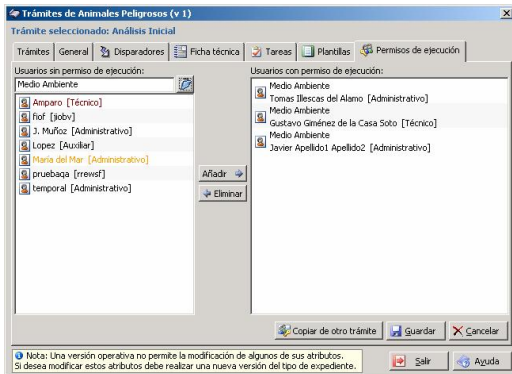 Trámites de Animales Peligrosos (v 1)
Trámite seleccionado: Análisis Inicial
Trámites General Disparadores Ficha técnica Tareas Plantillas Permisos de ejecución
Usuarios sin permiso de ejecución:
Medio Ambiente
Amparo [Técnico]
fiof [jiobv]
J. Muñoz [Administrativo]
Lopez [Auxiliar]
María del Mar [Administrativo]
pruebaqa [rrewsf]
temporal [Administrativo]
Añadir
Eliminar
Usuarios con permiso de ejecución:
Medio Ambiente
Tomas Illescas del Alamo [Administrativo]
Medio Ambiente
Gustavo Giménez de la Casa Soto [Técnico]
Medio Ambiente
Javier Apellido1 Apellido2 [Administrativo]
Copiar de otro trámite Guardar Cancelar
Nota: Una versión operativa no permite la modificación de algunos de sus atributos.
Si desea modificar estos atributos debe realizar una nueva versión del tipo de expediente.
Salir Ayuda